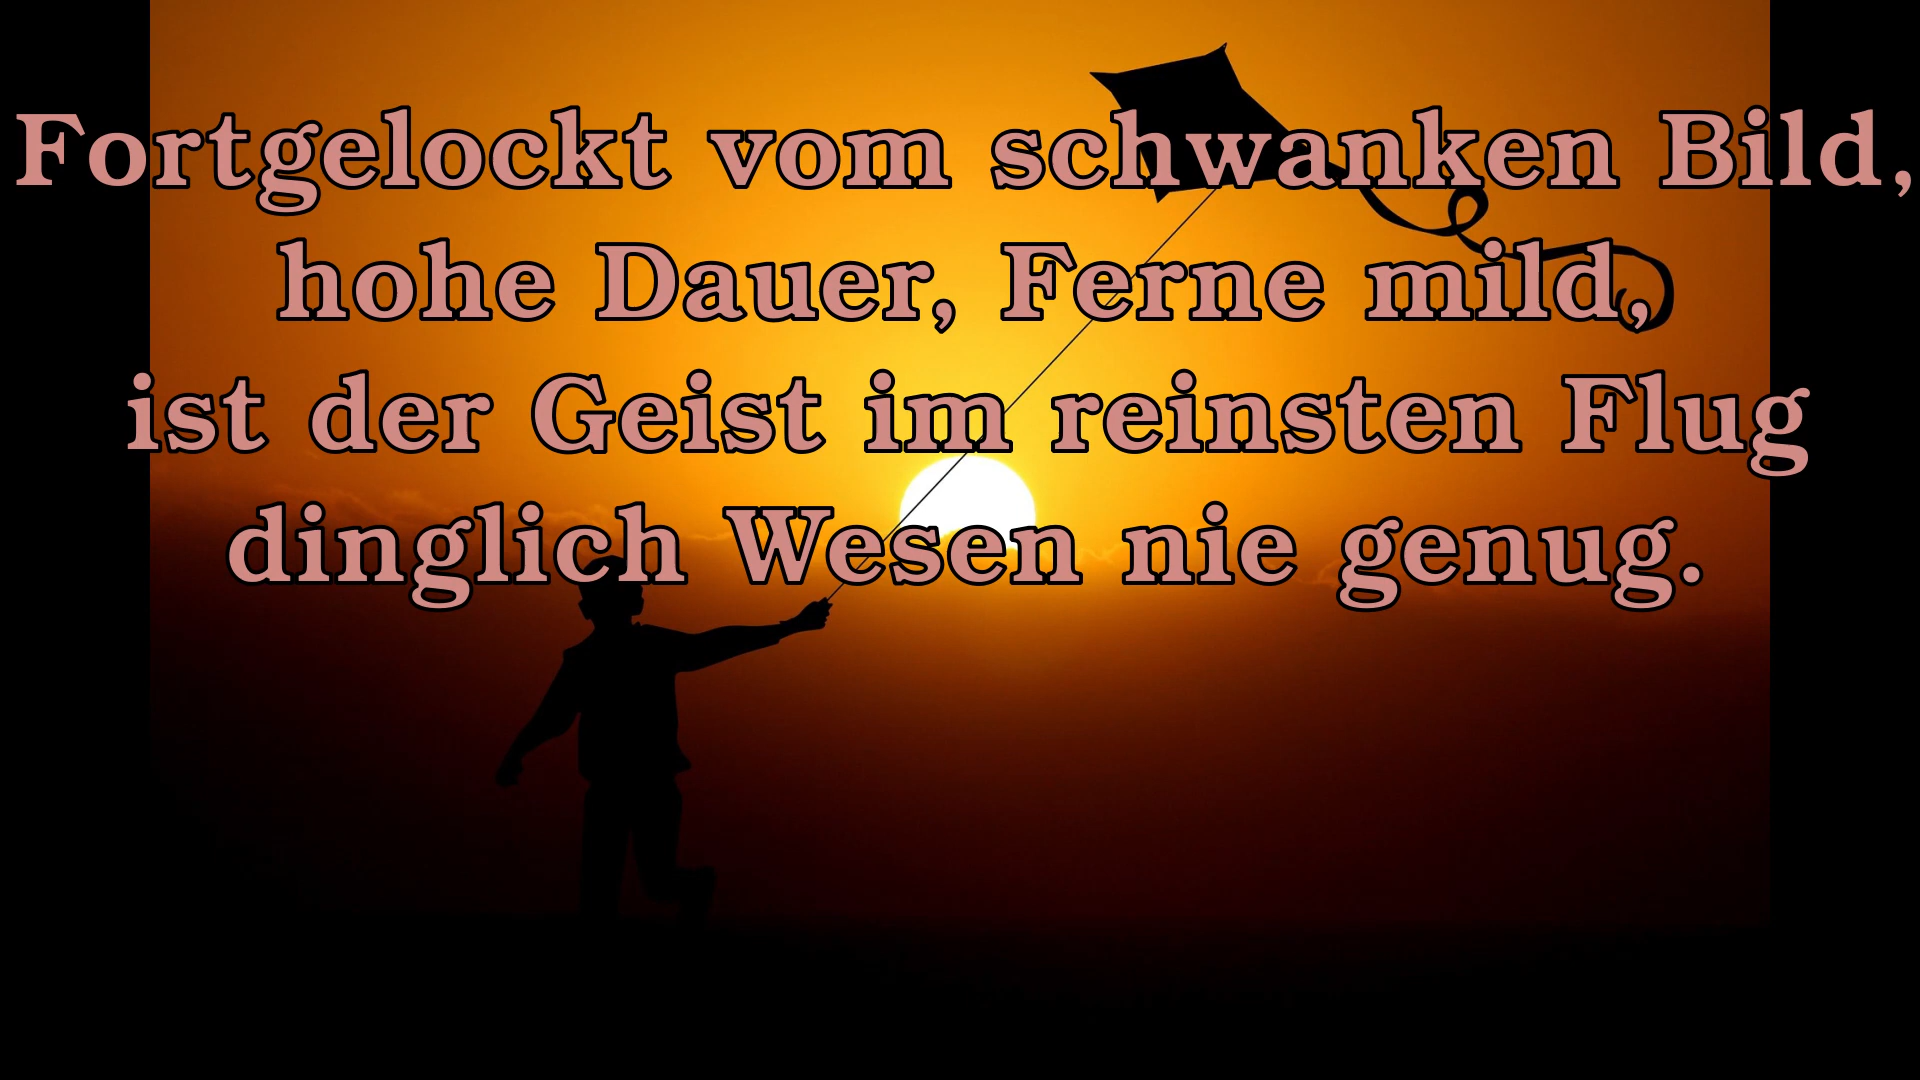 Fortgelockt vom schwanken Bild,
hohe Dauer, Ferne mild,
ist der Geist im reinsten Flug
dinglich Wesen nie genug.